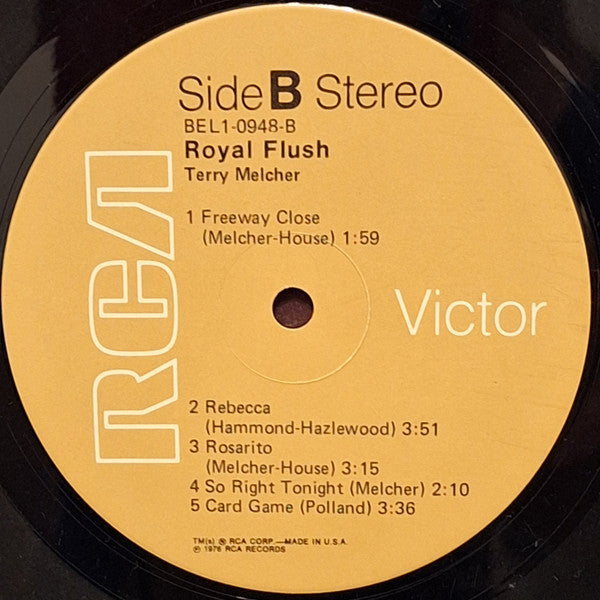 Side B Stereo
BEL1-0948-B
Royal Flush
Terry Melcher
1 Freeway Close
(Melcher-House) 1:59
RCA
Victor
2 Rebecca
(Hammond-Hazlewood) 3:51
3 Rosarito
(Melcher-House) 3:15
4 So Right Tonight (Melcher) 2:10
5 Card Game (Polland) 3:36
TM(s) ® RCA CORP.—MADE IN U.S.A.
℗ 1976 RCA RECORDS